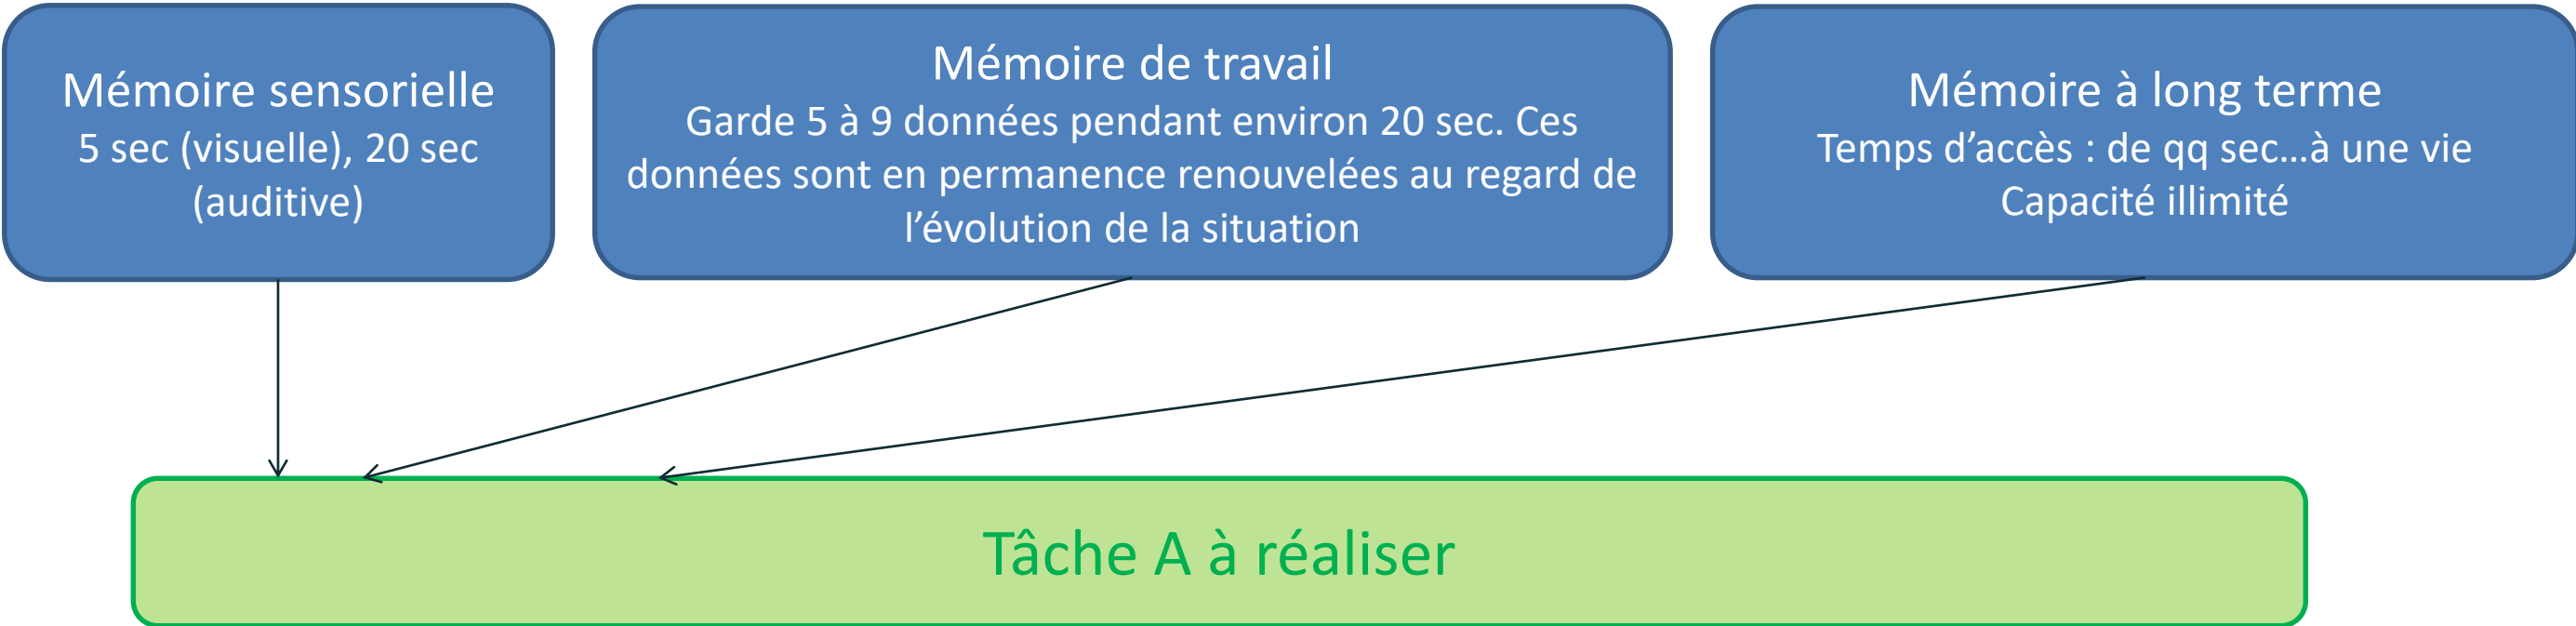 Mémoire sensorielle
5 sec (visuelle), 20 sec
(auditive)
Mémoire de travail
Garde 5 à 9 données pendant environ 20 sec. Ces
données sont en permanence renouvelées au regard de
l’évolution de la situation
Mémoire à long terme
Temps d’accès : de qq sec…à une vie
Capacité illimité
Tâche A à réaliser